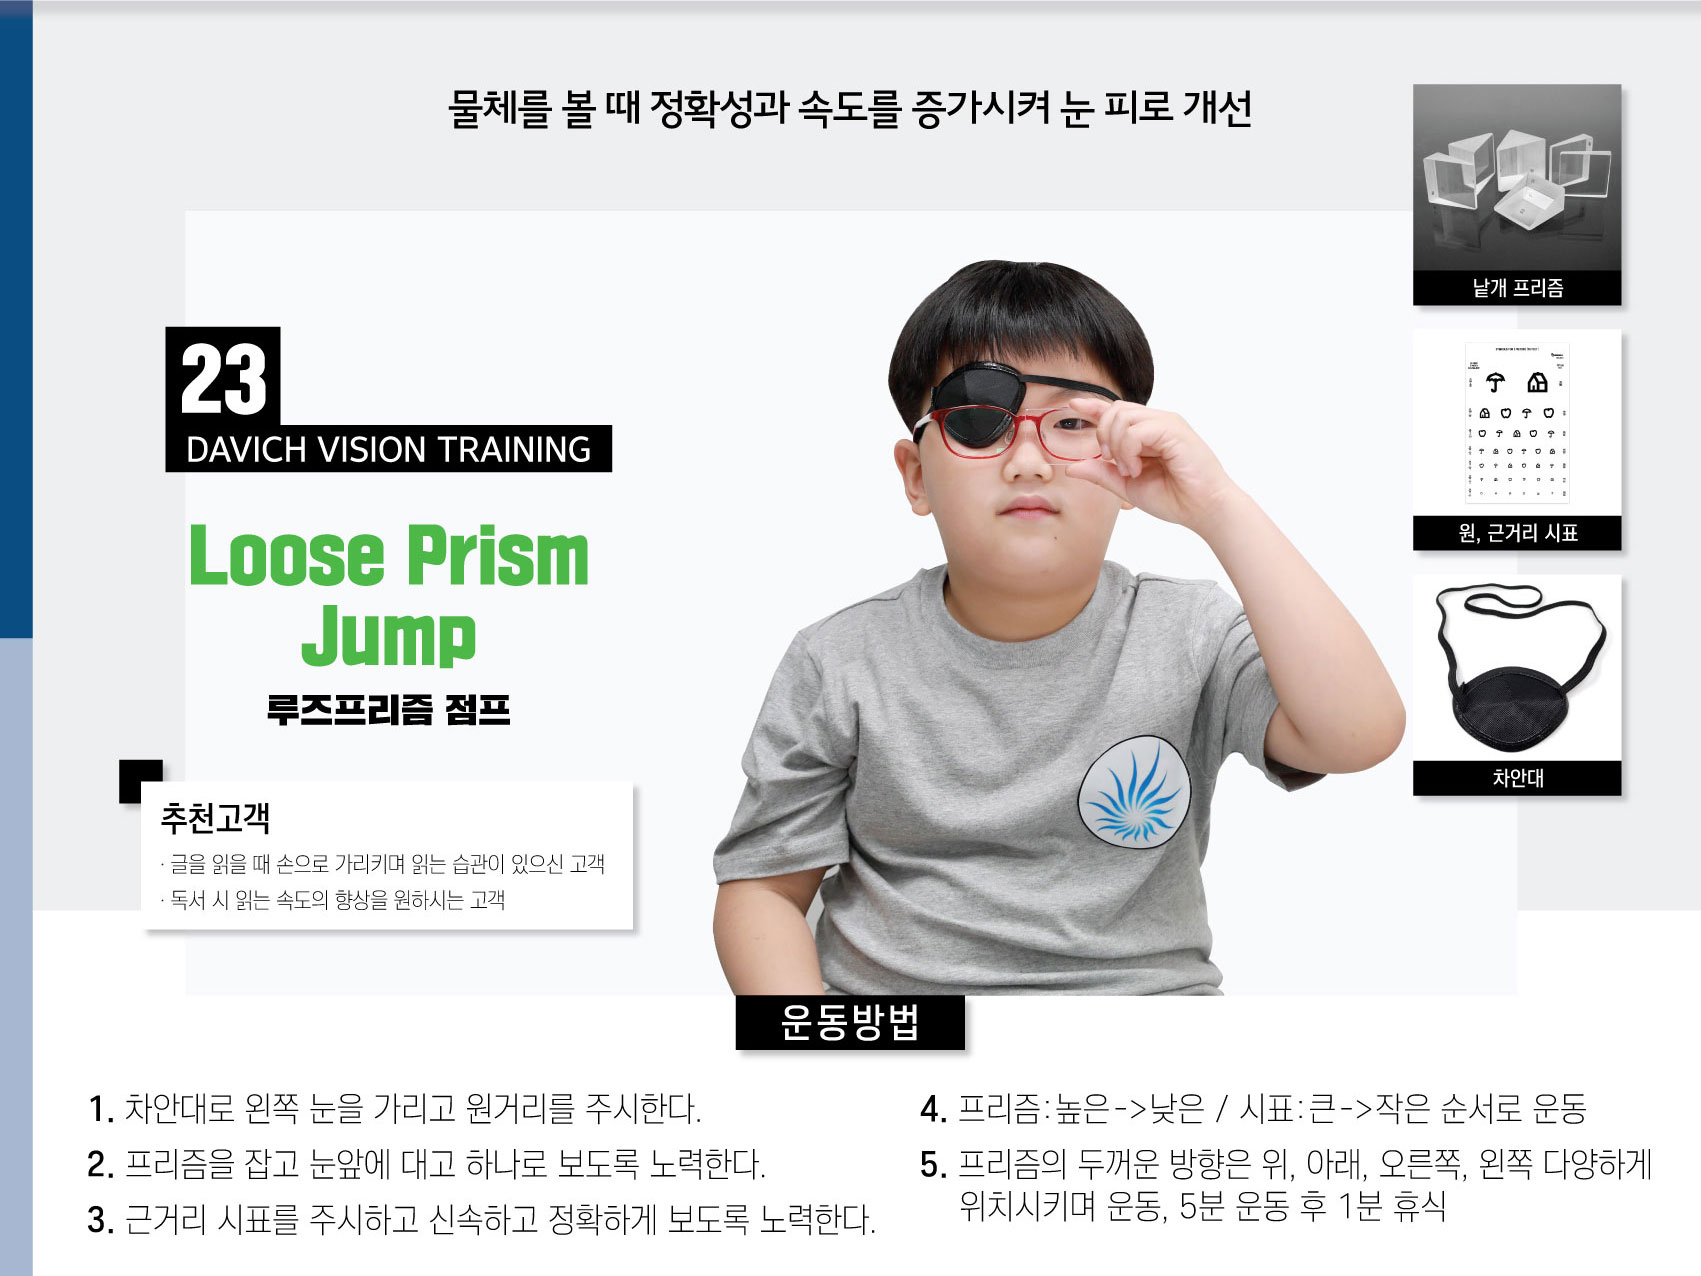 물체를 볼 때 정확성과 속도를 증가시켜 눈 피로 개선
23
DAVICH VISION TRAINING
Loose Prism
Jump
루즈프리즘 점프
추천고객
· 글을 읽을 때 손으로 가리키며 읽는 습관이 있으신 고객
· 독서 시 읽는 속도의 향상을 원하시는 고객
낱개 프리즘
원, 근거리 시표
차안대
운동방법
1. 차안대로 왼쪽 눈을 가리고 원거리를 주시한다.
2. 프리즘을 잡고 눈앞에 대고 하나로 보도록 노력한다.
3. 근거리 시표를 주시하고 신속하고 정확하게 보도록 노력한다.
4. 프리즘:높은->낮은 / 시표:큰->작은 순서로 운동
5. 프리즘의 두꺼운 방향은 위, 아래, 오른쪽, 왼쪽 다양하게
위치시키며 운동, 5분 운동 후 1분 휴식